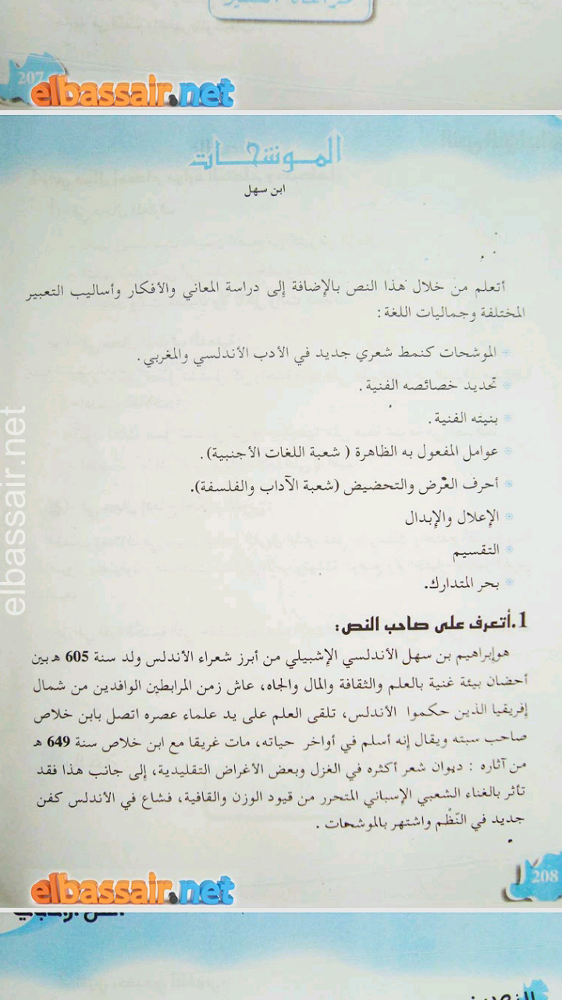 207
elbassair.net
الموشحات
ابن سهل
أتعلم من خلال هذا النص بالإضافة إلى دراسة المعاني والأفكار وأساليب التعبير
المختلفة وجماليات اللغة :
الموشحات كنمط شعري جديد في الأدب الأندلسي والمغربي .
تحديد خصائصه الفنية .
بنيته الفنية .
عوامل المفعول به الظاهرة ( شعبة اللغات الأجنبية) .
أحرف العرض والتحضيض (شعبة الآداب والفلسفة).
الإعلال والإبدال
التقسيم
بحر المتدارك.
1.أتعرف على صاحب النص :
هوإبراهيم بن سهل الأندلسي الإشبيلي من أبرز شعراء الأندلس ولد سنة 605 هـ بين
أحضان بيئة غنية بالعلم والثقافة والمال والجاه، عاش زمن المرابطين الوافدين من شمال
إفريقيا الذين حكموا الأندلس، تلقى العلم على يد علماء عصره اتصل بابن خلاص
صاحب سبته ويقال إنه أسلم في أواخر حياته، مات غريقا مع ابن خلاص سنة 649 هـ
من آثاره : ديوان شعر أكثره في الغزل وبعض الأغراض التقليدية، إلى جانب هذا فقد
تأثر بالغناء الشعبي الإسباني المتحرر من قيود الوزن والقافية، فشاع في الأندلس كفن
جديد في النّظْم واشتهر بالموشحات .
208
elbassair.net
elbassair.net